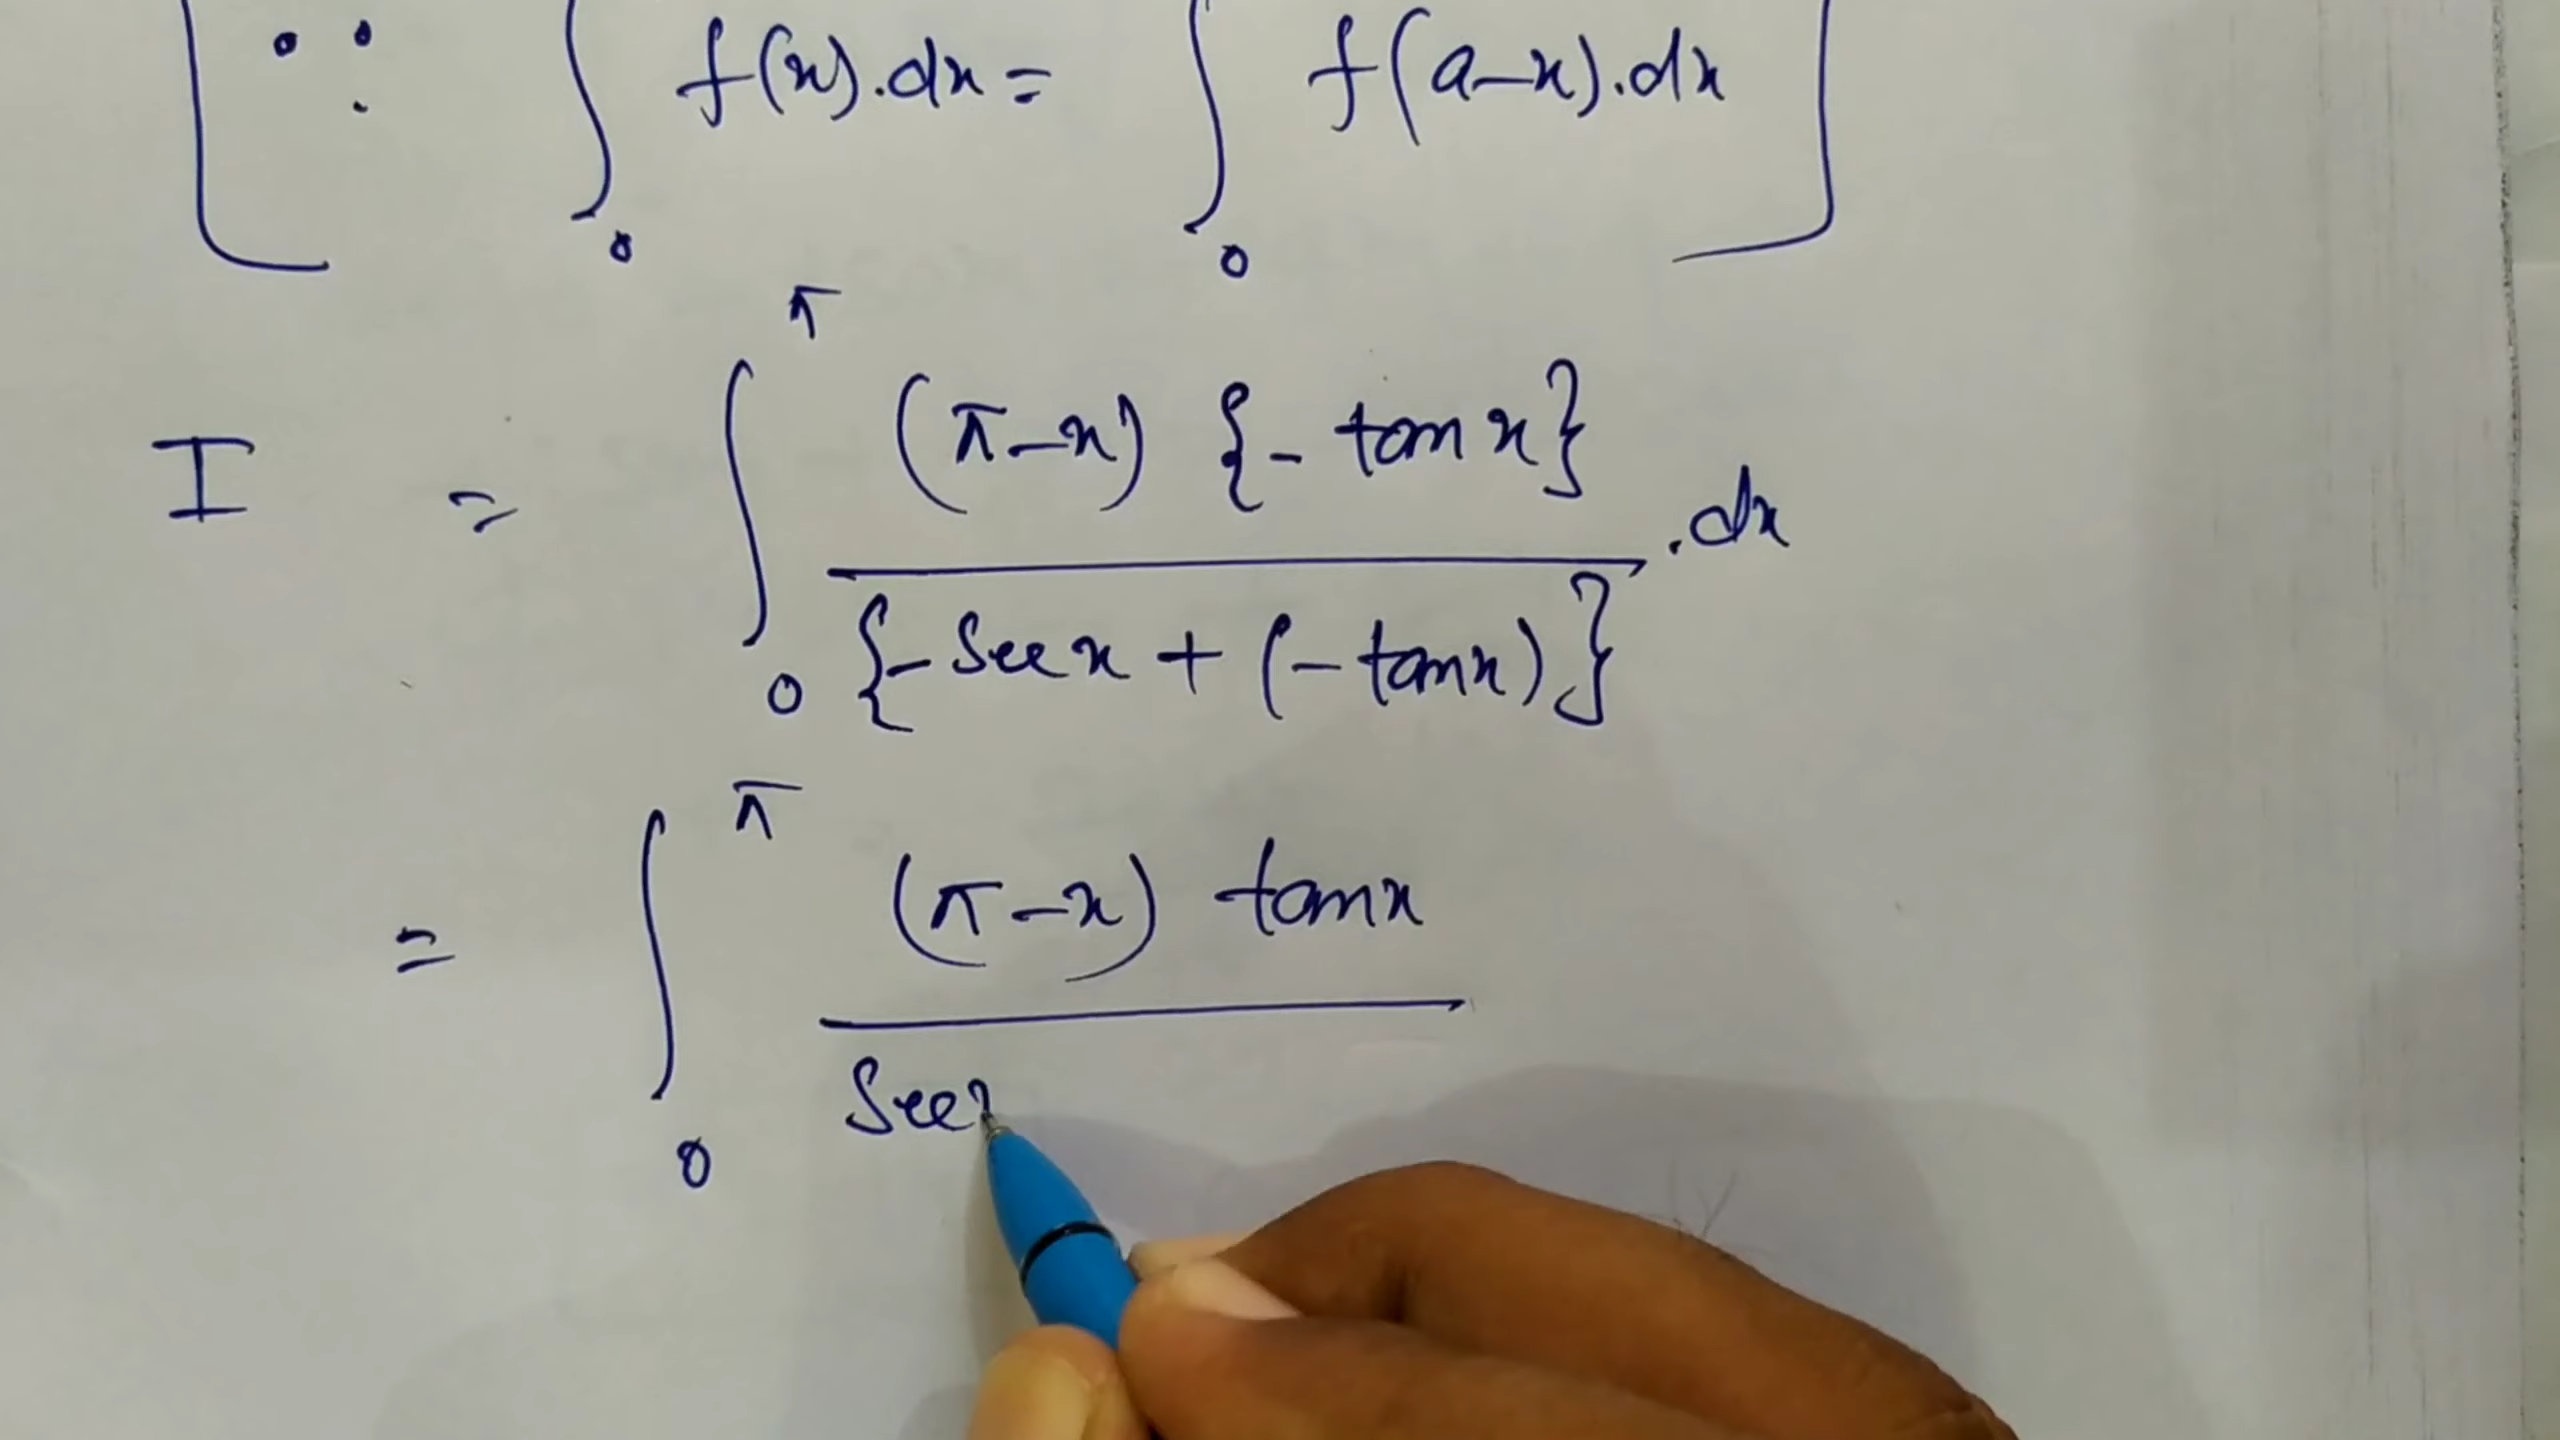 ∵ ∫₀ f(x).dx = ∫₀ f(a-x).dx
I = ∫₀^π (π-x) {- tan x} / {- Sec x + (- tan x)} .dx
= ∫₀^π (π-x) tan x / Sec x